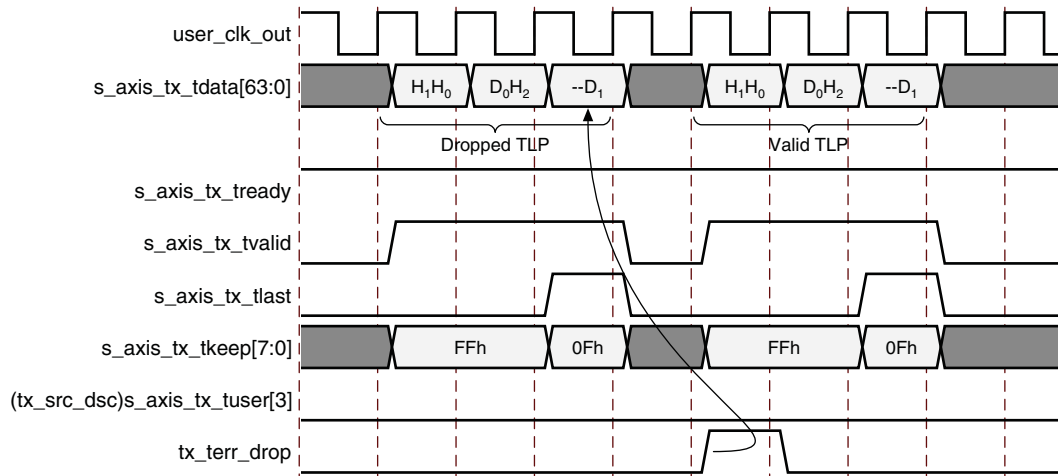 user_clk_out
s_axis_tx_tdata[63:0] H₁H₀ D₀H₂ --D₁ H₁H₀ D₀H₂ --D₁
Dropped TLP Valid TLP
s_axis_tx_tready
s_axis_tx_tvalid
s_axis_tx_tlast
s_axis_tx_tkeep[7:0] FFh 0Fh FFh 0Fh
(tx_src_dsc)s_axis_tx_tuser[3]
tx_terr_drop